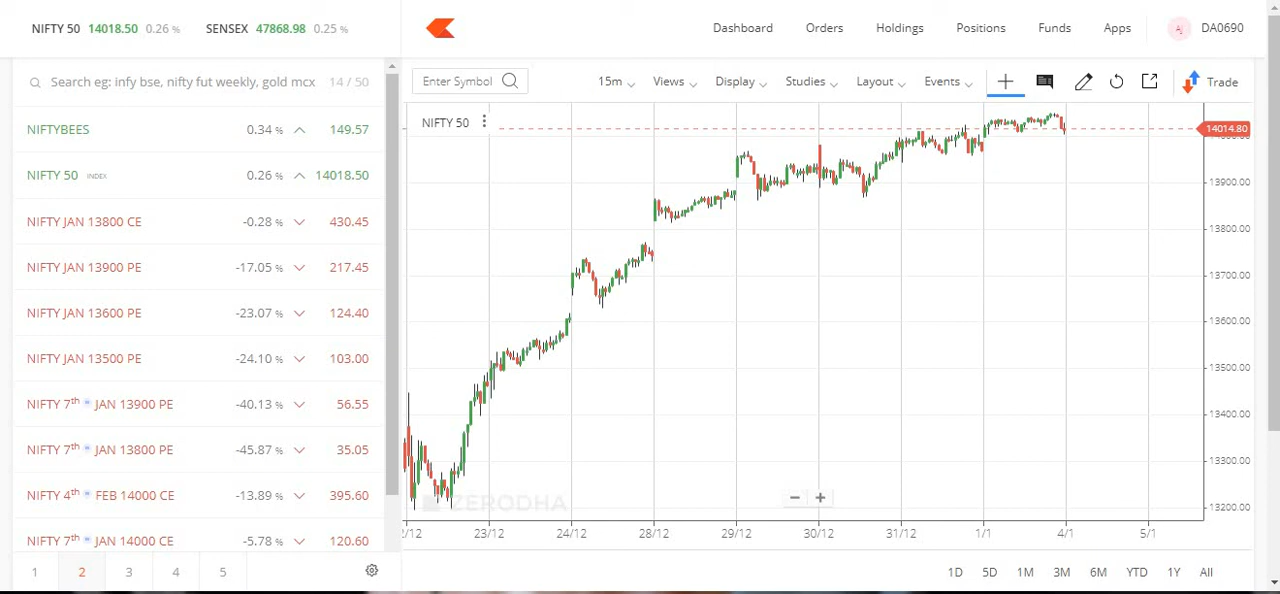 NIFTY 50 14018.50 0.26 % SENSEX 47868.98 0.25 %
Dashboard Orders Holdings Positions Funds Apps DA0690
Search eg: infy bse, nifty fut weekly, gold mcx 14 / 50
Enter Symbol 15m Views Display Studies Layout Events Trade
NIFTYBEES 0.34 % 149.57
NIFTY 50 INDEX 0.26 % 14018.50
NIFTY JAN 13800 CE -0.28 % 430.45
NIFTY JAN 13900 PE -17.05 % 217.45
NIFTY JAN 13600 PE -23.07 % 124.40
NIFTY JAN 13500 PE -24.10 % 103.00
NIFTY 7th JAN 13900 PE -40.13 % 56.55
NIFTY 7th JAN 13800 PE -45.87 % 35.05
NIFTY 4th FEB 14000 CE -13.89 % 395.60
NIFTY 7th JAN 14000 CE -5.78 % 120.60
1 2 3 4 5
NIFTY 50
14014.80
13900.00
13800.00
13700.00
13600.00
13500.00
13400.00
13300.00
13200.00
ZERODHA
23/12 24/12 28/12 29/12 30/12 31/12 1/1 4/1 5/1
1D 5D 1M 3M 6M YTD 1Y All